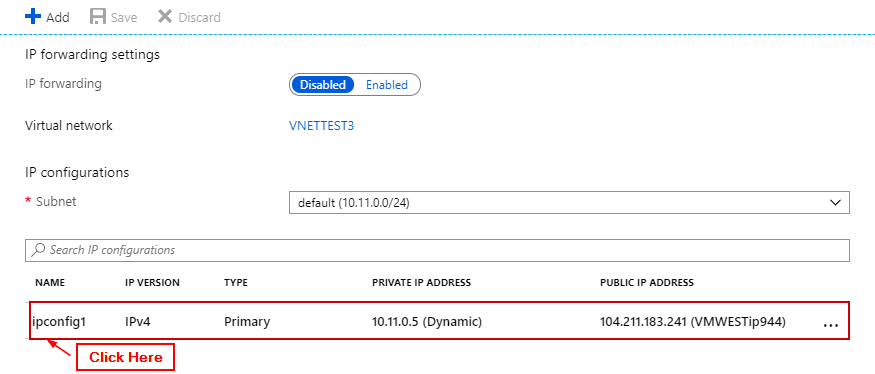 Add Save Discard
IP forwarding settings
IP forwarding Disabled Enabled
Virtual network VNETTEST3
IP configurations
* Subnet default (10.11.0.0/24)
Search IP configurations
NAME IP VERSION TYPE PRIVATE IP ADDRESS PUBLIC IP ADDRESS
ipconfig1 IPv4 Primary 10.11.0.5 (Dynamic) 104.211.183.241 (VMWESTip944) ...
Click Here